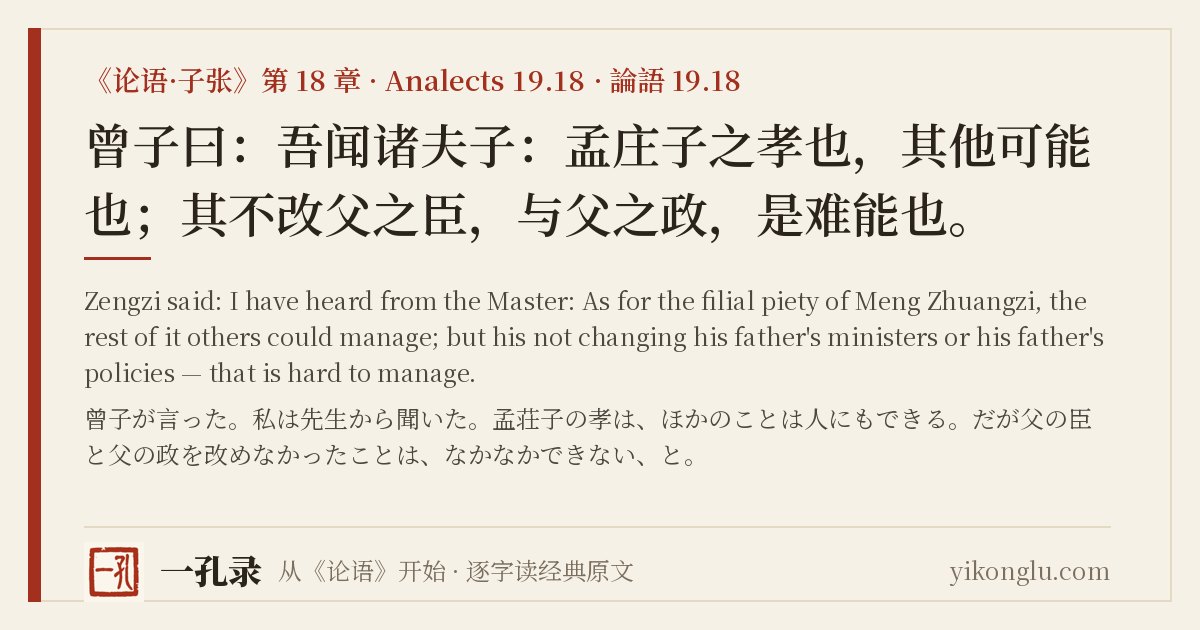 《论语·子张》第 18 章 · Analects 19.18 · 論語 19.18
曾子曰：吾闻诸夫子：孟庄子之孝也，其他可能
也；其不改父之臣，与父之政，是难能也。
Zengzi said: I have heard from the Master: As for the filial piety of Meng Zhuangzi, the
rest of it others could manage; but his not changing his father's ministers or his father's
policies — that is hard to manage.
曾子が言った。私は先生から聞いた。孟荘子の孝は、ほかのことは人にもできる。だが父の臣
と父の政を改めなかったことは、なかなかできない、と。
一孔
一孔录 从《论语》开始 · 逐字读经典原文 yikonglu.com